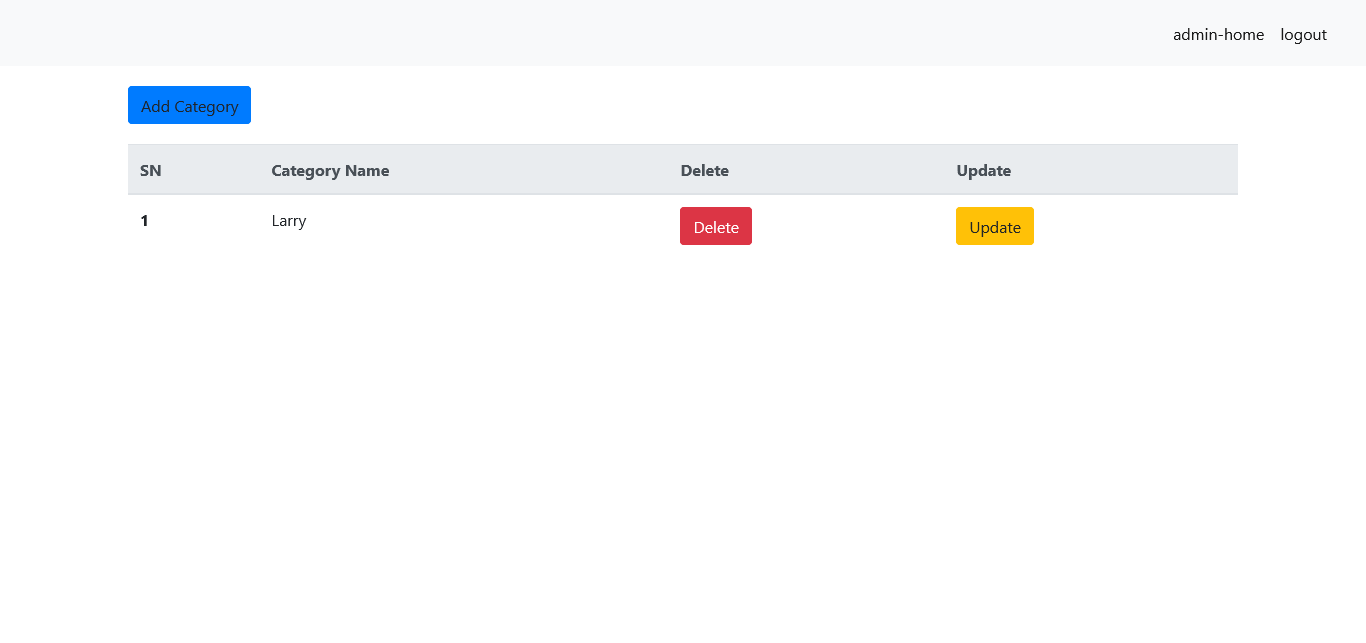 admin-home logout
Add Category
SN Category Name Delete Update
1 Larry Delete Update